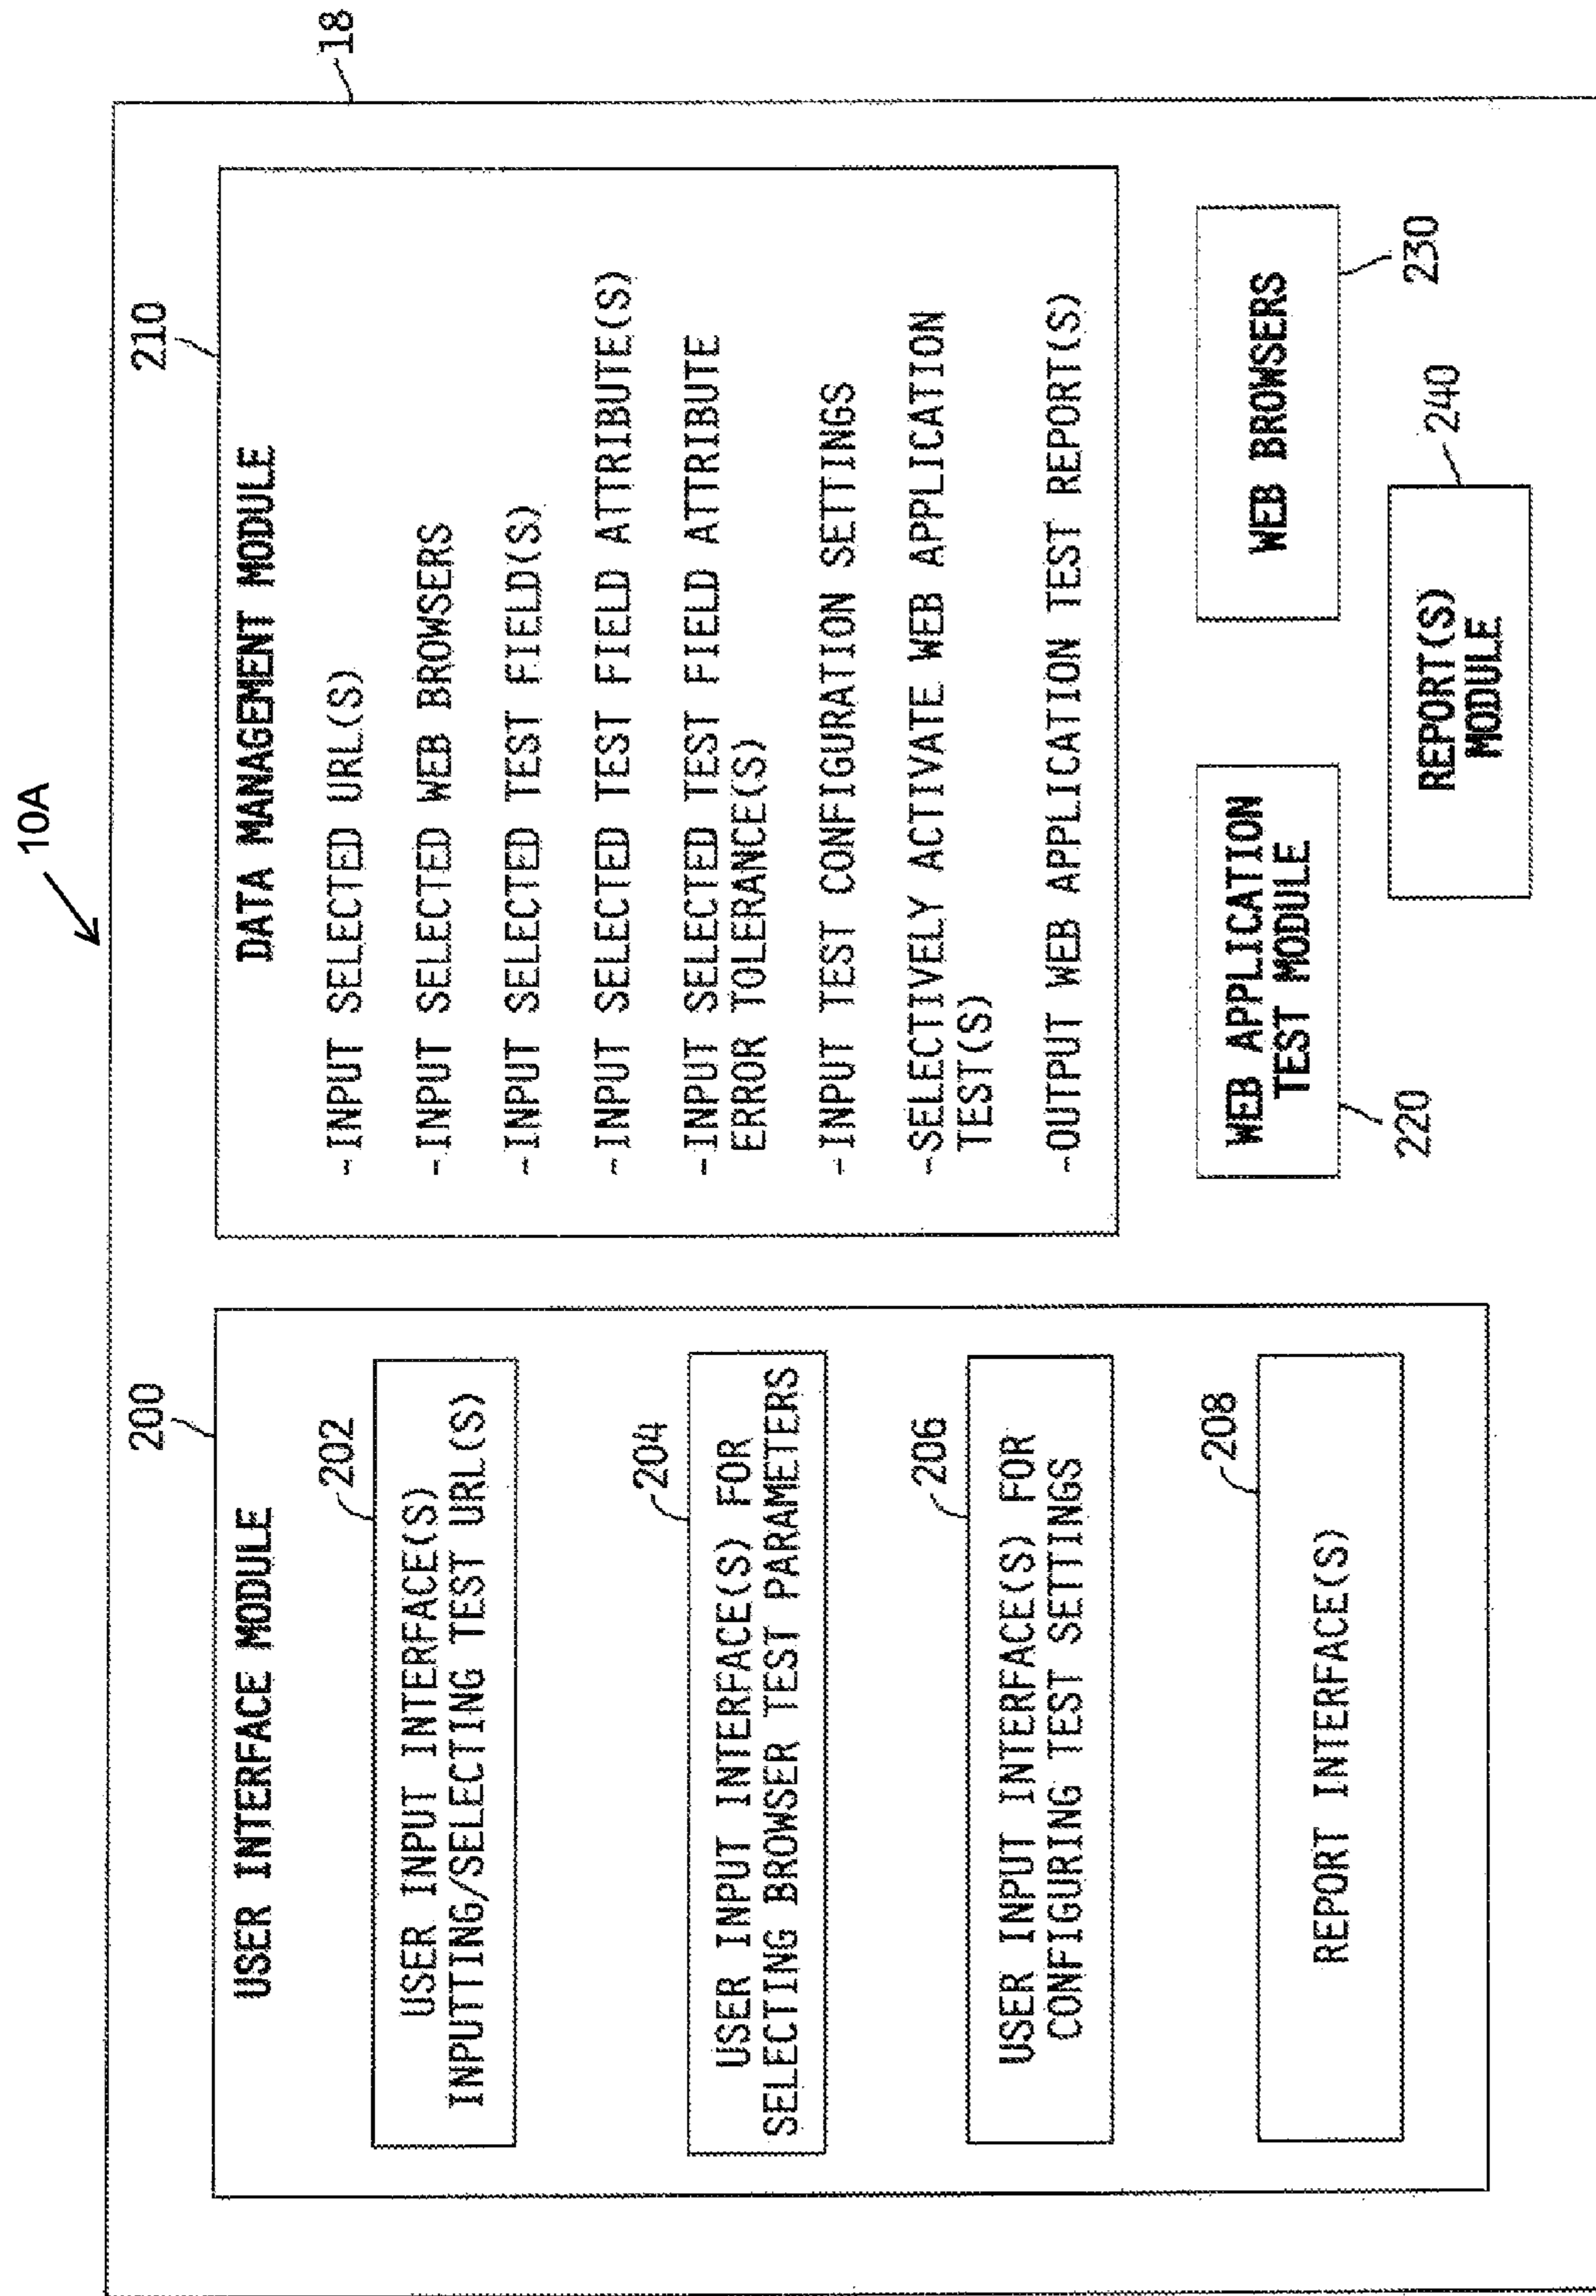 10A
18
200
USER INTERFACE MODULE
202
USER INPUT INTERFACE(S)
INPUTTING/SELECTING TEST URL(S)
204
USER INPUT INTERFACE(S) FOR
SELECTING BROWSER TEST PARAMETERS
206
USER INPUT INTERFACE(S) FOR
CONFIGURING TEST SETTINGS
208
REPORT INTERFACE(S)
210
DATA MANAGEMENT MODULE
-INPUT SELECTED URL(S)
-INPUT SELECTED WEB BROWSERS
-INPUT SELECTED TEST FIELD(S)
-INPUT SELECTED TEST FIELD ATTRIBUTE(S)
-INPUT SELECTED TEST FIELD ATTRIBUTE
ERROR TOLERANCE(S)
-INPUT TEST CONFIGURATION SETTINGS
-SELECTIVELY ACTIVATE WEB APPLICATION
TEST(S)
-OUTPUT WEB APPLICATION TEST REPORT(S)
WEB APPLICATION
TEST MODULE
220
WEB BROWSERS
230
240
REPORT(S)
MODULE